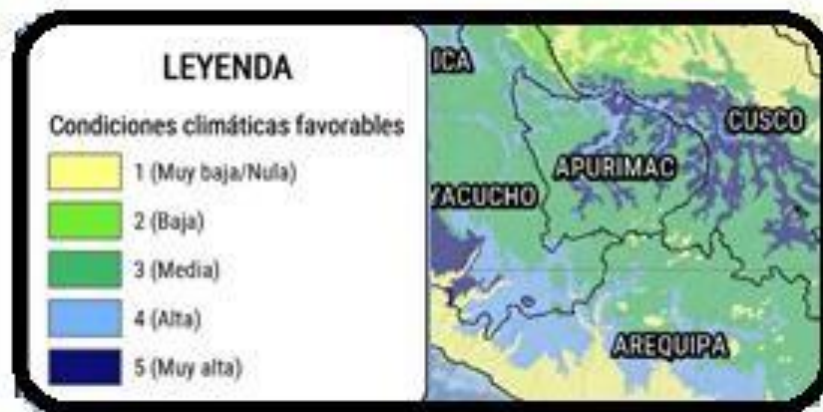 LEYENDA
Condiciones climáticas favorables
1 (Muy baja/Nula)
2 (Baja)
3 (Media)
4 (Alta)
5 (Muy alta)
ICA
CUSCO
APURIMAC
YACUCHO
AREQUIPA